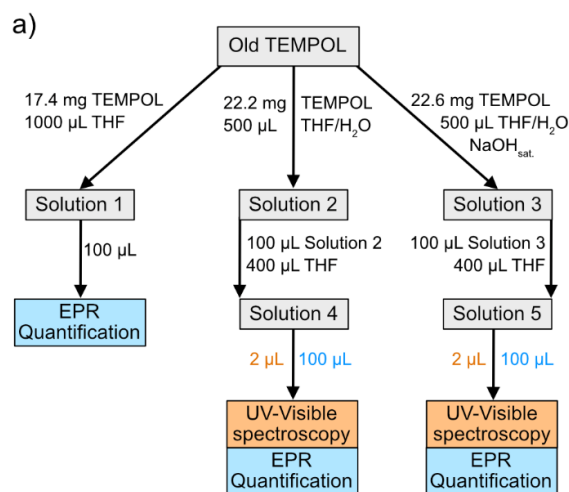 a)
Old TEMPOL
17.4 mg TEMPOL
1000 µL THF
22.2 mg TEMPOL
500 µL THF/H₂O
22.6 mg TEMPOL
500 µL THF/H₂O
NaOHsat.
Solution 1
Solution 2
Solution 3
100 µL
100 µL Solution 2
400 µL THF
100 µL Solution 3
400 µL THF
EPR
Quantification
Solution 4
Solution 5
2 µL 100 µL
2 µL 100 µL
UV-Visible
spectroscopy
EPR
Quantification
UV-Visible
spectroscopy
EPR
Quantification